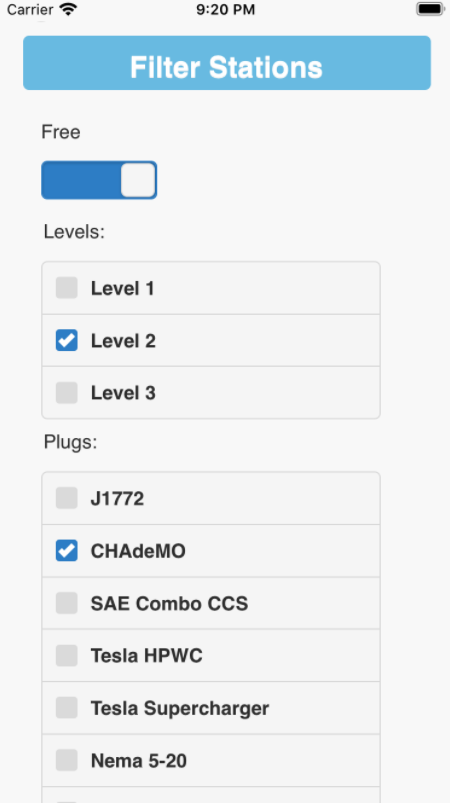 Carrier 9:20 PM
Filter Stations
Free
Levels:
Level 1
Level 2
Level 3
Plugs:
J1772
CHAdeMO
SAE Combo CCS
Tesla HPWC
Tesla Supercharger
Nema 5-20